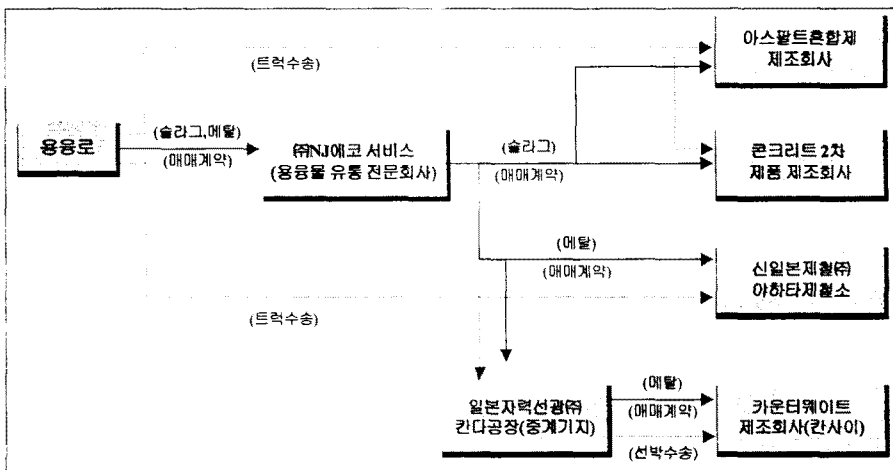 아스팔트혼합제
제조회사
(트럭수송)
용융로
(슬라그,메탈)
(매매계약)
㈜NJ에코 서비스
(용융물 유통 전문회사)
(슬라그)
(매매계약)
콘크리트 2차
제품 제조회사
(메탈)
(매매계약)
신일본제철㈜
야하타제철소
(트럭수송)
일본자력선광㈜
칸다공장(중계기지)
(메탈)
(매매계약)
(선박수송)
카운터웨이트
제조회사(칸사이)